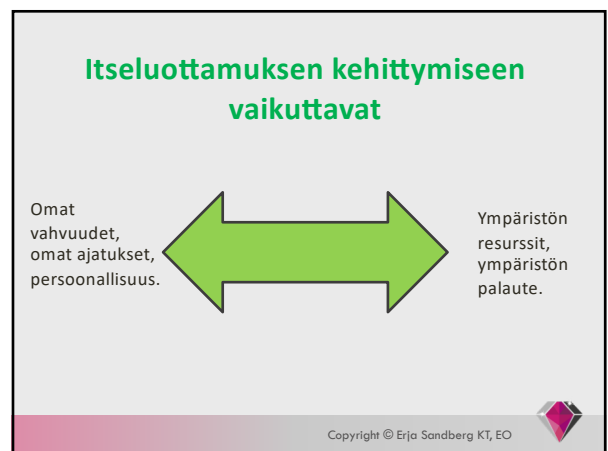 Itseluottamuksen kehittymiseen
vaikuttavat
Omat
vahvuudet,
omat ajatukset,
persoonallisuus.
Ympäristön
resurssit,
ympäristön
palaute.
Copyright © Erja Sandberg KT, EO